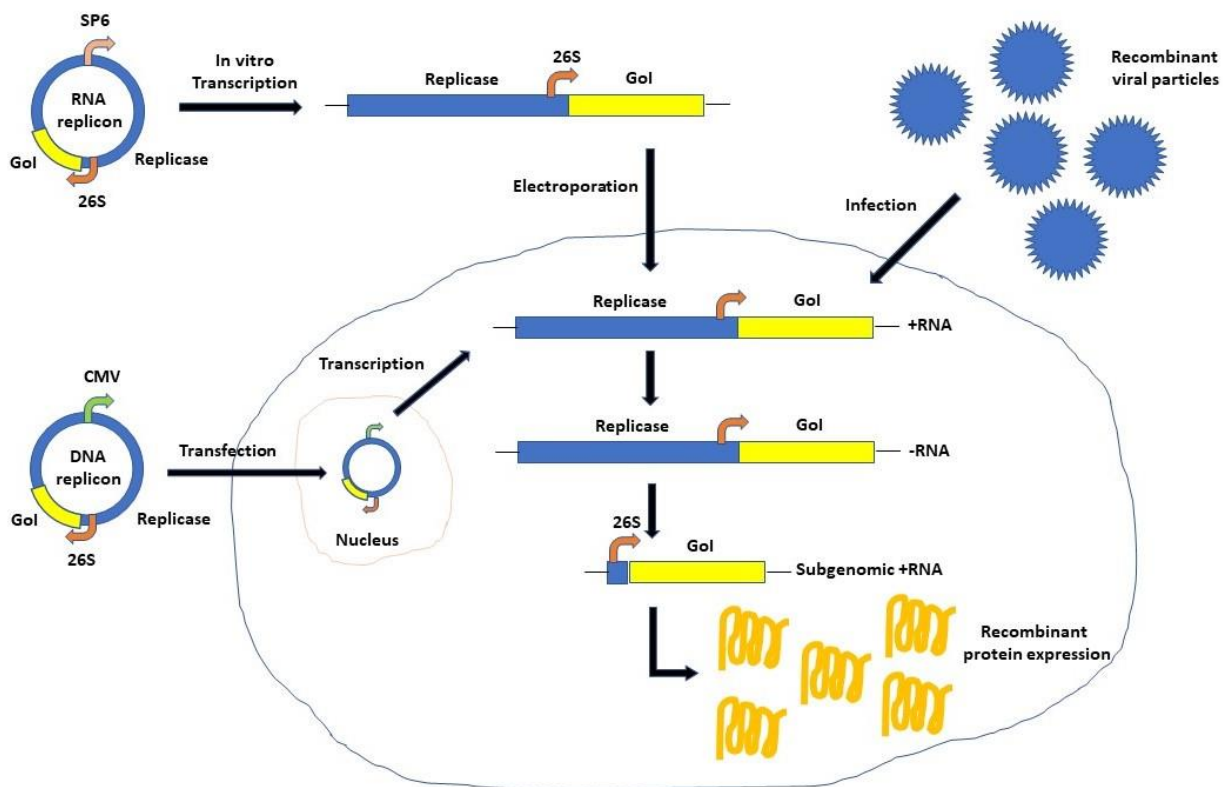 SP6
RNA
replicon
GoI
Replicase
26S
In vitro
Transcription
Replicase
26S
GoI
Recombinant
viral particles
Electroporation
Infection
Replicase
GoI
+RNA
Transcription
CMV
DNA
replicon
GoI
Replicase
26S
Transfection
Nucleus
Replicase
GoI
-RNA
26S
GoI
Subgenomic +RNA
Recombinant
protein expression